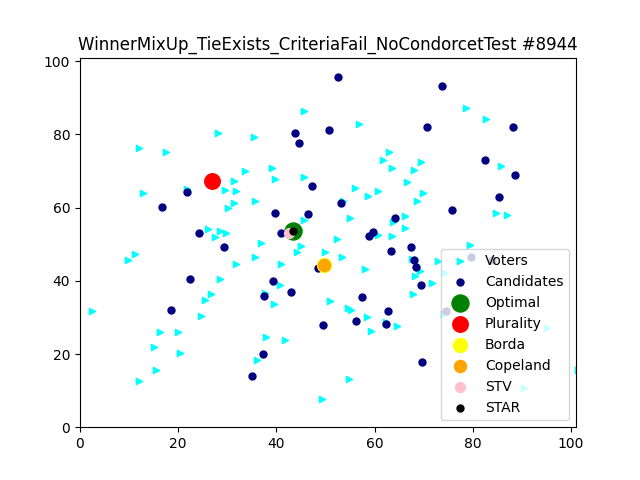 WinnerMixUp_TieExists_CriteriaFail_NoCondorcetTest #8944
100
80
60
40
20
0
0 20 40 60 80 100
Voters
Candidates
Optimal
Plurality
Borda
Copeland
STV
STAR